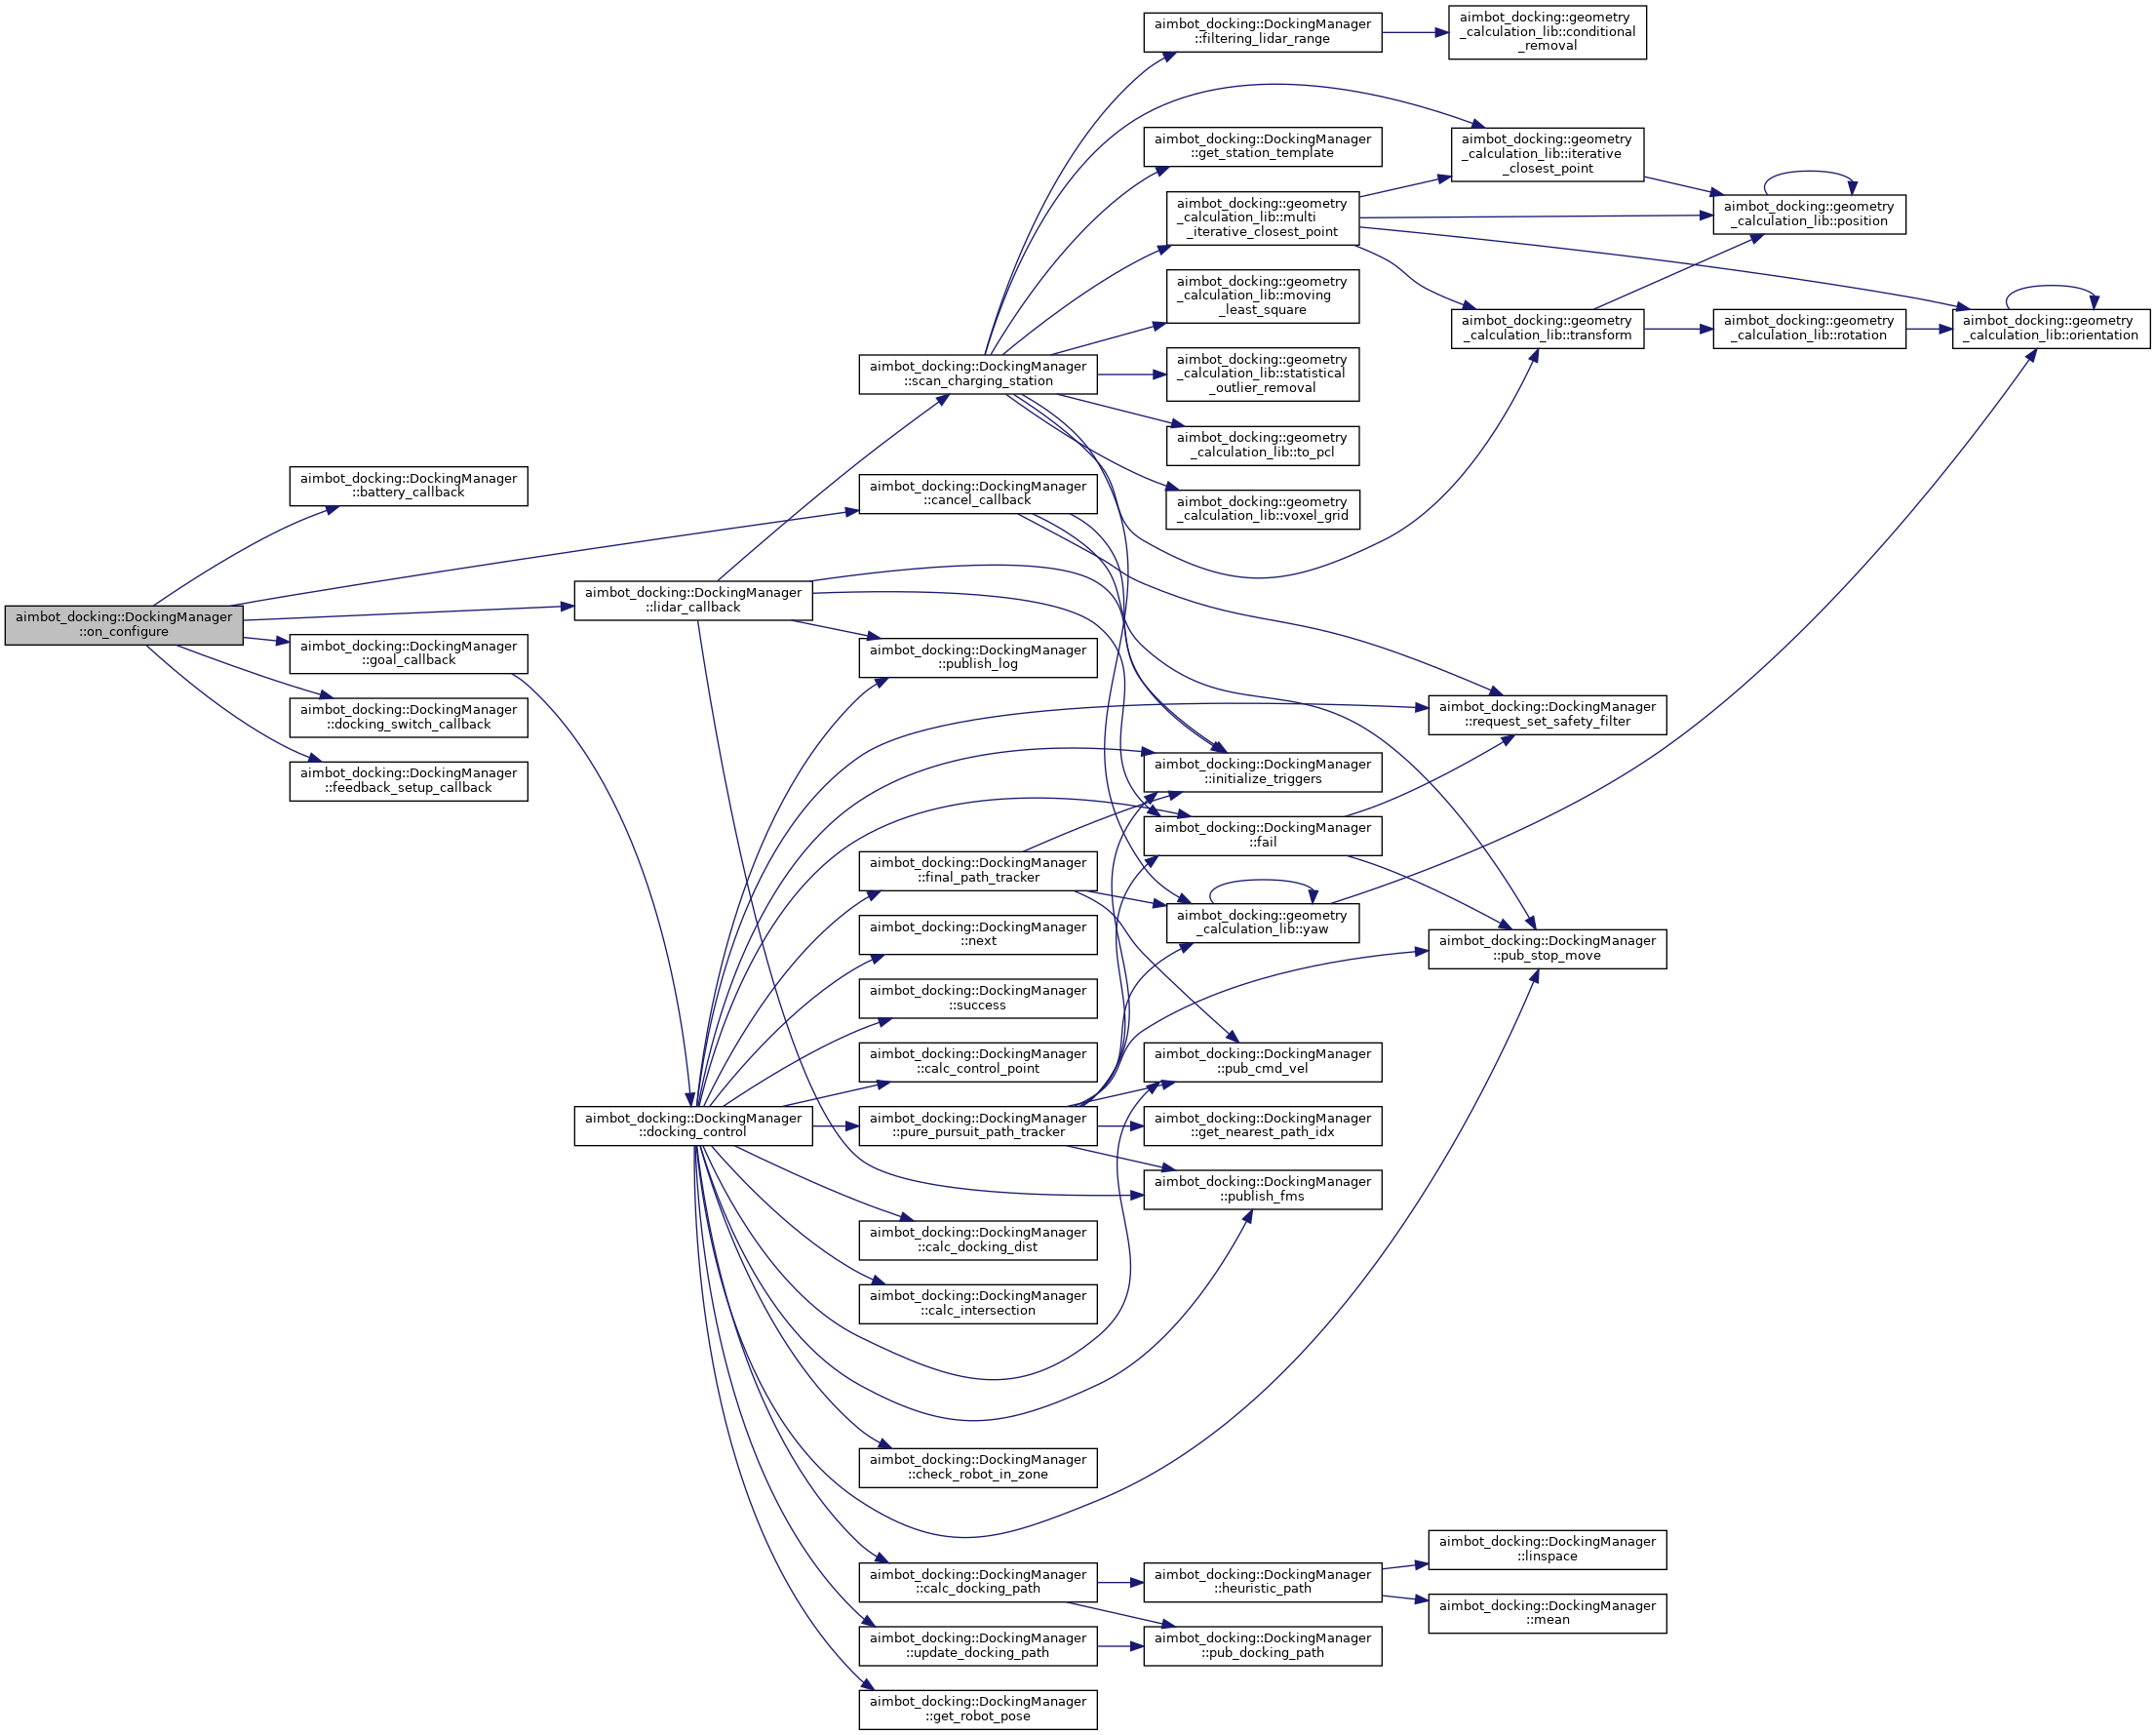 aimbot_docking::DockingManager
::on_configure
aimbot_docking::DockingManager
::battery_callback
aimbot_docking::DockingManager
::goal_callback
aimbot_docking::DockingManager
::docking_switch_callback
aimbot_docking::DockingManager
::feedback_setup_callback
aimbot_docking::DockingManager
::lidar_callback
aimbot_docking::DockingManager
::docking_control
aimbot_docking::DockingManager
::scan_charging_station
aimbot_docking::DockingManager
::cancel_callback
aimbot_docking::DockingManager
::publish_log
aimbot_docking::DockingManager
::final_path_tracker
aimbot_docking::DockingManager
::next
aimbot_docking::DockingManager
::success
aimbot_docking::DockingManager
::calc_control_point
aimbot_docking::DockingManager
::pure_pursuit_path_tracker
aimbot_docking::DockingManager
::calc_docking_dist
aimbot_docking::DockingManager
::calc_intersection
aimbot_docking::DockingManager
::check_robot_in_zone
aimbot_docking::DockingManager
::calc_docking_path
aimbot_docking::DockingManager
::update_docking_path
aimbot_docking::DockingManager
::get_robot_pose
aimbot_docking::DockingManager
::filtering_lidar_range
aimbot_docking::DockingManager
::get_station_template
aimbot_docking::geometry
_calculation_lib::multi
_iterative_closest_point
aimbot_docking::geometry
_calculation_lib::moving
_least_square
aimbot_docking::geometry
_calculation_lib::statistical
_outlier_removal
aimbot_docking::geometry
_calculation_lib::to_pcl
aimbot_docking::geometry
_calculation_lib::voxel_grid
aimbot_docking::DockingManager
::initialize_triggers
aimbot_docking::DockingManager
::fail
aimbot_docking::geometry
_calculation_lib::yaw
aimbot_docking::DockingManager
::pub_cmd_vel
aimbot_docking::DockingManager
::get_nearest_path_idx
aimbot_docking::DockingManager
::publish_fms
aimbot_docking::DockingManager
::heuristic_path
aimbot_docking::DockingManager
::pub_docking_path
aimbot_docking::geometry
_calculation_lib::conditional
_removal
aimbot_docking::geometry
_calculation_lib::iterative
_closest_point
aimbot_docking::geometry
_calculation_lib::transform
aimbot_docking::DockingManager
::request_set_safety_filter
aimbot_docking::DockingManager
::pub_stop_move
aimbot_docking::DockingManager
::linspace
aimbot_docking::DockingManager
::mean
aimbot_docking::geometry
_calculation_lib::position
aimbot_docking::geometry
_calculation_lib::rotation
aimbot_docking::geometry
_calculation_lib::orientation